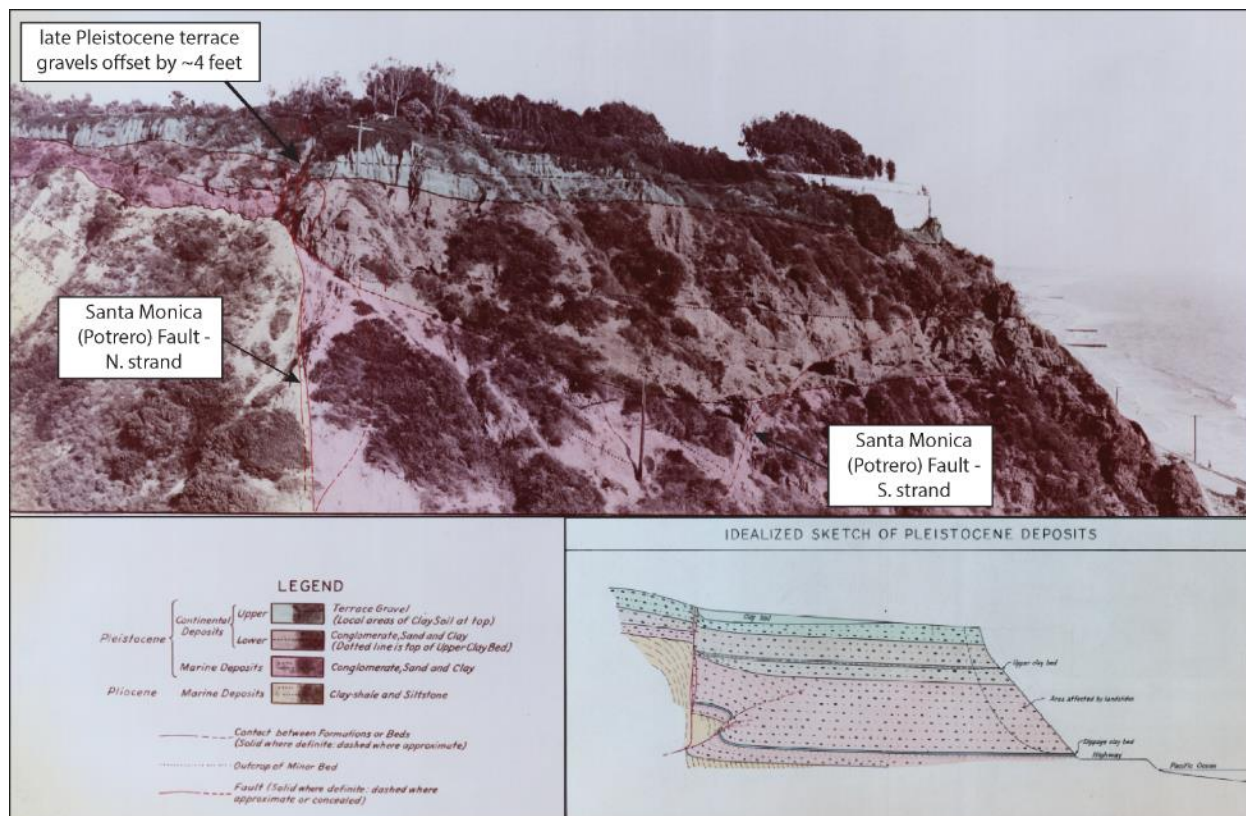 late Pleistocene terrace
gravels offset by ~4 feet
Santa Monica
(Potrero) Fault -
N. strand
Santa Monica
(Potrero) Fault -
S. strand
LEGEND
Pleistocene
Continental
Deposits
Upper
Terrace Gravel
(Local areas of Clay Soil at top)
Lower
Conglomerate, Sand and Clay
(Dotted line is top of Upper Clay Bed)
Marine Deposits
Conglomerate, Sand and Clay
Pliocene
Marine Deposits
Clay-shale and Siltstone
Contact between Formations or Beds
(Solid where definite: dashed where approximate)
Outcrop of Minor Bed
Fault (Solid where definite: dashed where
approximate or concealed)
IDEALIZED SKETCH OF PLEISTOCENE DEPOSITS
Clay Soil
Upper clay bed
Area affected by landslides
Slippage clay bed
Highway
Pacific Ocean